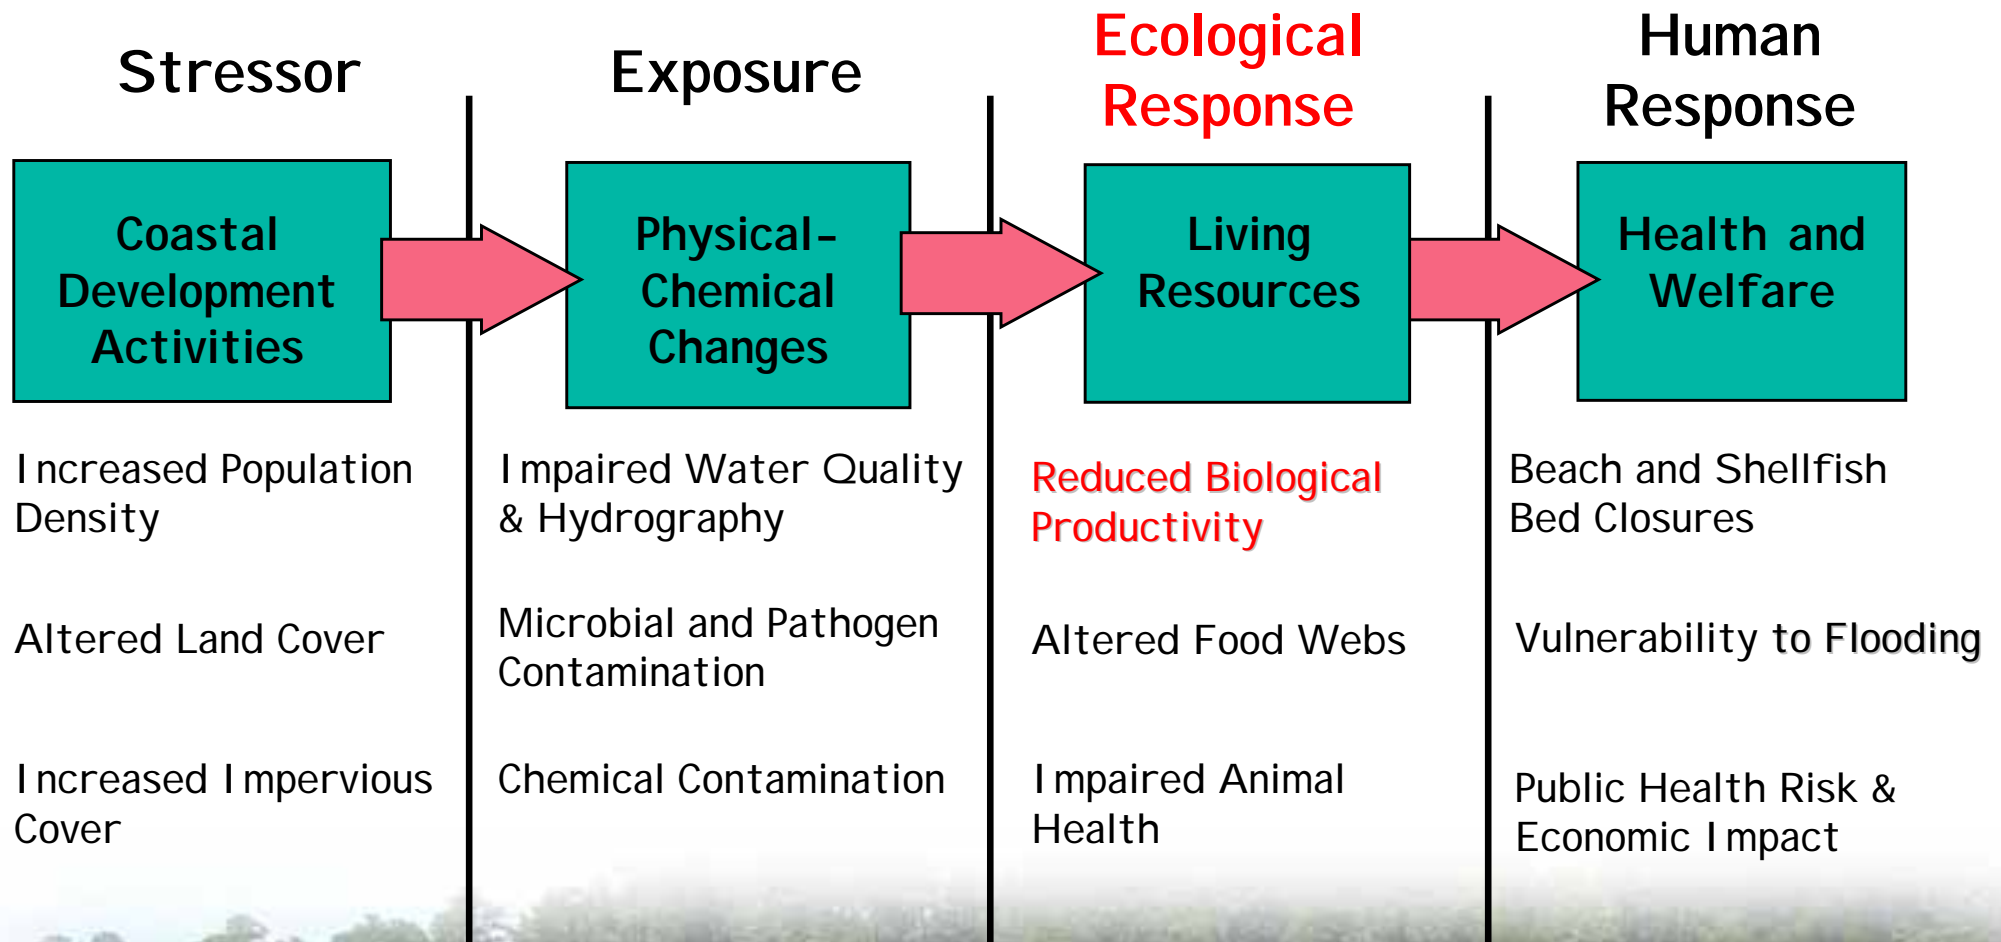 Stressor
Exposure
Ecological
Response
Human
Response
Coastal
Development
Activities
Physical-
Chemical
Changes
Living
Resources
Health and
Welfare
Increased Population
Density
Impaired Water Quality
& Hydrography
Reduced Biological
Productivity
Beach and Shellfish
Bed Closures
Altered Land Cover
Microbial and Pathogen
Contamination
Altered Food Webs
Vulnerability to Flooding
Increased Impervious
Cover
Chemical Contamination
Impaired Animal
Health
Public Health Risk &
Economic Impact